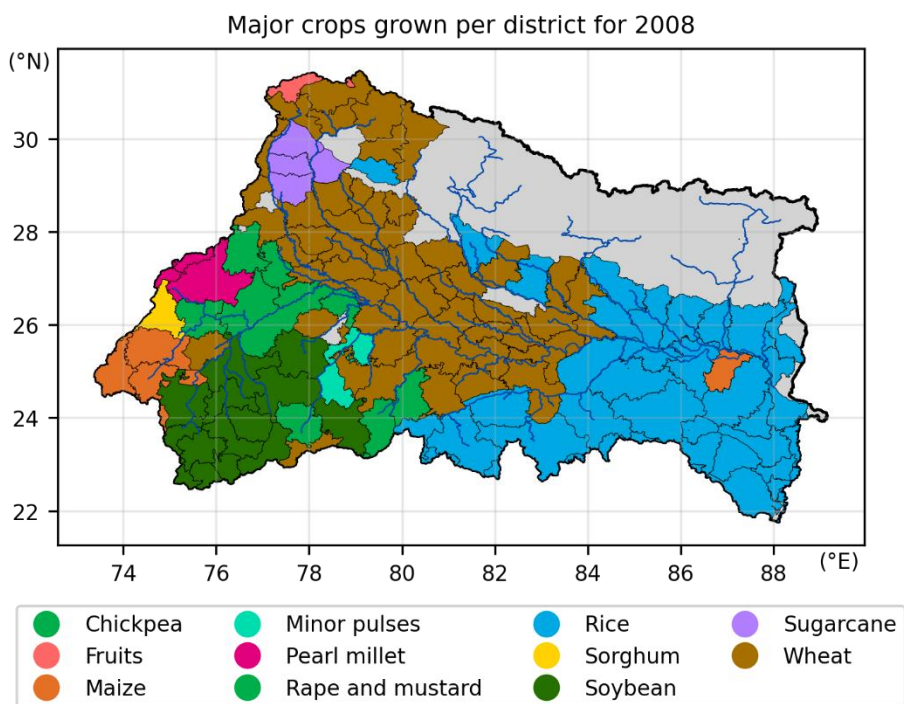 Major crops grown per district for 2008
(°N)
30
28
26
24
22
74 76 78 80 82 84 86 88 (°E)
Chickpea Minor pulses Rice Sugarcane
Fruits Pearl millet Sorghum Wheat
Maize Rape and mustard Soybean